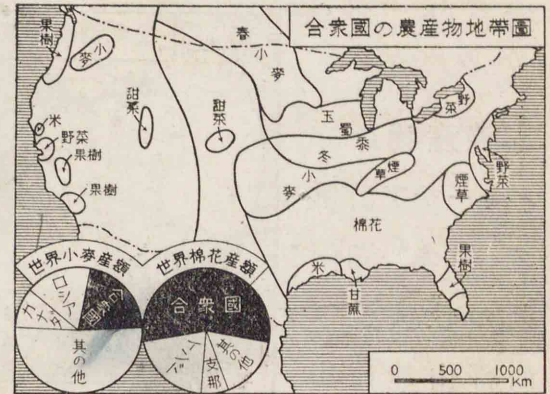 合衆國の農産物地帶圖
果樹
小麥
春小麥
甜菜
甜菜
玉蜀黍
野菜
米
野菜
果樹
果樹
冬小麥
煙草
煙草
野菜
棉花
米
甘蔗
果樹
世界小麥産額
ロシア
合衆國
カナダ
其の他
世界棉花産額
合衆國
インド
支那
其の他
0 500 1000
km